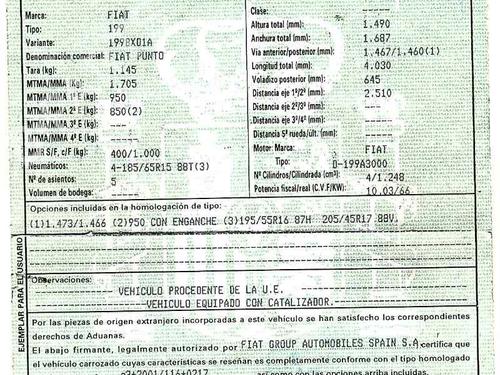 Marca: FIAT
Tipo: 199
Variante: 199BX01A
Denominación comercial: FIAT PUNTO
Tara (kg): 1.145
MTMA/MMA (Kg): 1.705
MTMA/MMA 1º E (kg): 950
MTMA/MMA 2º E (kg): 850(2)
MTMA/MMA 3º E (kg): -----
MTMA/MMA 4º E (kg): -----
MMR S/F, c/F (kg): 400/1.000
Neumáticos: 4-185/65R15 88T(3)
Nº de asientos: 5
Volumen de bodega: -----
Clase: -----
Altura total (mm): 1.490
Anchura total (mm): 1.687
Vía anterior/posterior (mm): 1.467/1.460(1)
Longitud total (mm): 4.030
Voladizo posterior (mm): 645
Distancia eje 1º/2º (mm): 2.510
Distancia eje 2º/3º (mm): ----
Distancia eje 3º/4º (mm): ----
Distancia 5ª rueda/últ. (mm): -----
Motor: Marca: FIAT
Tipo: D-199A3000
Nº Cilindros/Cilindrada (cm³): 4/1.248
Potencia fiscal/real (C.V.F/KW): 10.03/66
Opciones incluidas en la homologación de tipo:
(1)1.473/1.466 (2)950 CON ENGANCHE (3)195/55R16 87H 205/45R17 88V.
EJEMPLAR PARA EL USUARIO
Observaciones:
VEHICULO PROCEDENTE DE LA U.E.
VEHICULO EQUIPADO CON CATALIZADOR.
Por las piezas de origen extranjero incorporadas a este vehículo se han satisfecho los correspondientes
derechos de Aduanas.
El abajo firmante, legalmente autorizado por FIAT GROUP AUTOMOBILES SPAIN S.A certifica que
el vehículo carrozado cuyas características se reseñan es completamente conforme con el tipo homologado
e3*2001/116*0217 así como con las opciones arriba incluidas.